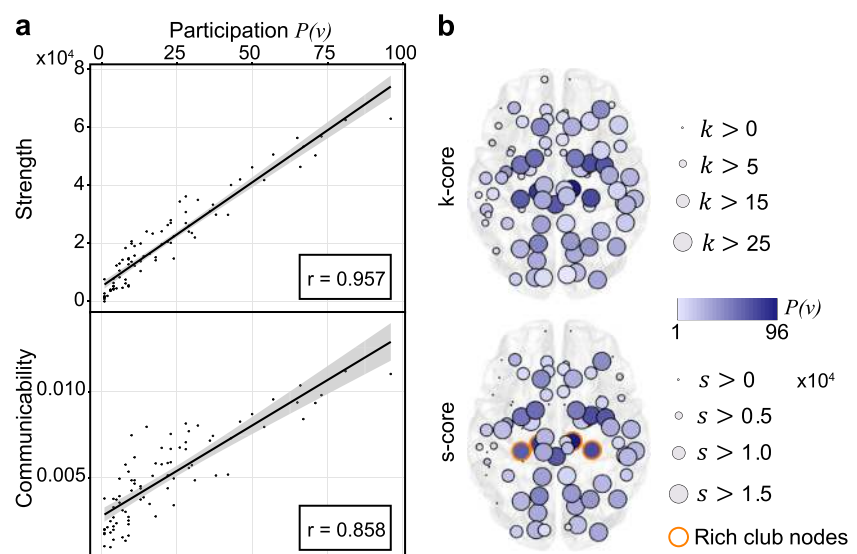 a
Participation P(v)
0 25 50 75 100
x10⁴
8
6
4
2
0
Strength
r = 0.957
0.010
0.005
Communicability
r = 0.858
b
k-core
k > 0
k > 5
k > 15
k > 25
P(v)
1 96
s-core
s > 0 x10⁴
s > 0.5
s > 1.0
s > 1.5
Rich club nodes